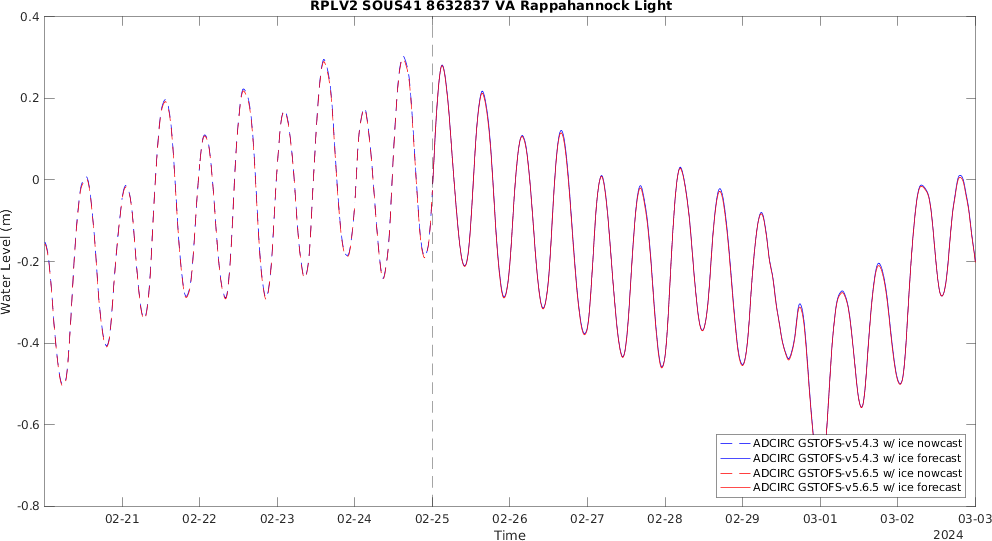 RPLV2 SOUS41 8632837 VA Rappahannock Light
0.4
0.2
0
-0.2
-0.4
-0.6
-0.8
Water Level (m)
ADCIRC GSTOFS-v5.4.3 w/ ice nowcast
ADCIRC GSTOFS-v5.4.3 w/ ice forecast
ADCIRC GSTOFS-v5.6.5 w/ ice nowcast
ADCIRC GSTOFS-v5.6.5 w/ ice forecast
02-21 02-22 02-23 02-24 02-25 02-26 02-27 02-28 02-29 03-01 03-02 03-03
Time
2024